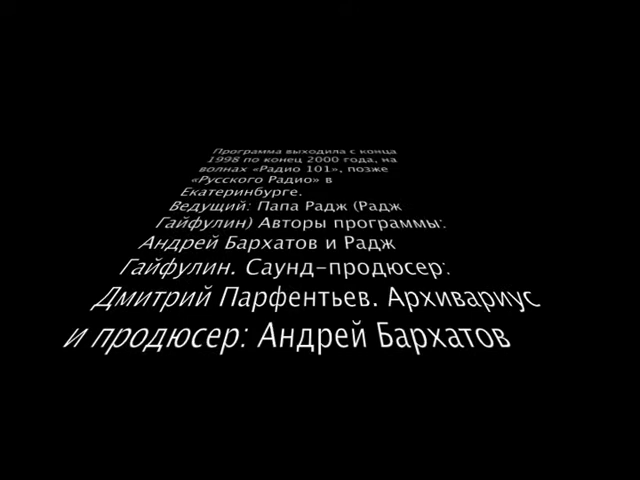 Программа выходила с конца
1998 по конец 2000 года, на
волнах «Радио 101», позже
«Русского Радио» в
Екатеринбурге.
Ведущий: Папа Радж (Радж
Гайфулин) Авторы программы:
Андрей Бархатов и Радж
Гайфулин. Саунд-продюсер:
Дмитрий Парфентьев. Архивариус
и продюсер: Андрей Бархатов